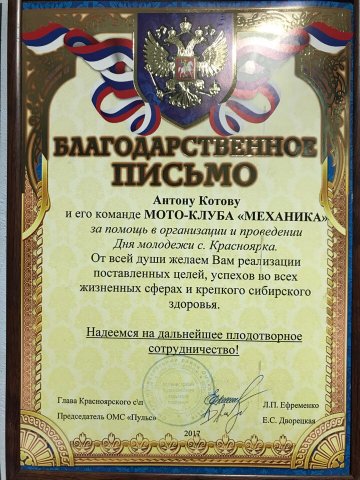 БЛАГОДАРСТВЕННОЕ
ПИСЬМО
Антону Котову
и его команде МОТО-КЛУБА «МЕХАНИКА»
за помощь в организации и проведении
Дня молодежи с. Красноярка.
От всей души желаем Вам реализации
поставленных целей, успехов во всех
жизненных сферах и крепкого сибирского
здоровья.
Надеемся на дальнейшее плодотворное
сотрудничество!
Глава Красноярского с\п Л.П. Ефременко
Председатель ОМС «Пульс» Е.С. Дворецкая
2017